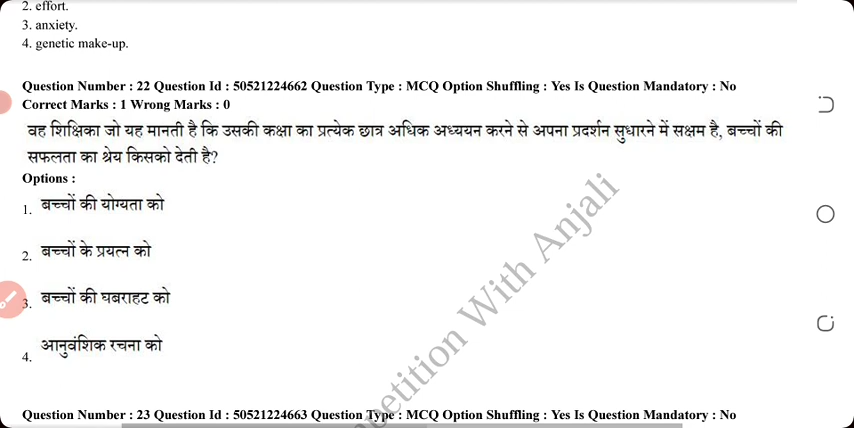 2. effort.
3. anxiety.
4. genetic make-up.
Question Number : 22 Question Id : 50521224662 Question Type : MCQ Option Shuffling : Yes Is Question Mandatory : No
Correct Marks : 1 Wrong Marks : 0
वह शिक्षिका जो यह मानती है कि उसकी कक्षा का प्रत्येक छात्र अधिक अध्ययन करने से अपना प्रदर्शन सुधारने में सक्षम है, बच्चों की
सफलता का श्रेय किसको देती है?
Options :
1. बच्चों की योग्यता को
2. बच्चों के प्रयत्न को
3. बच्चों की घबराहट को
4. आनुवंशिक रचना को
petition With Anjali
Question Number : 23 Question Id : 50521224663 Question Type : MCQ Option Shuffling : Yes Is Question Mandatory : No